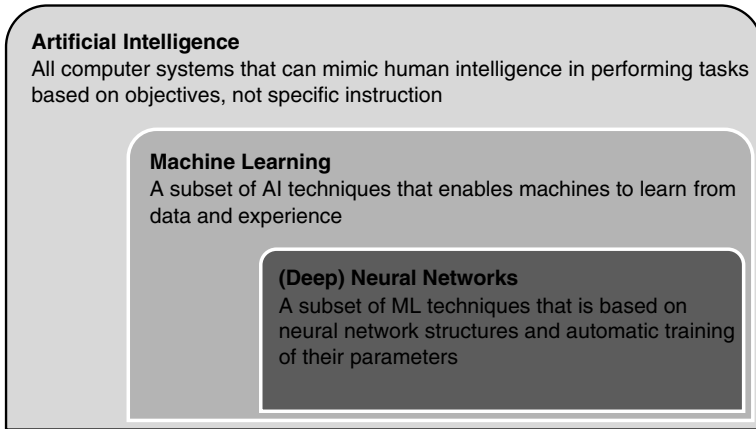 Artificial Intelligence
All computer systems that can mimic human intelligence in performing tasks
based on objectives, not specific instruction
Machine Learning
A subset of AI techniques that enables machines to learn from
data and experience
(Deep) Neural Networks
A subset of ML techniques that is based on
neural network structures and automatic training
of their parameters